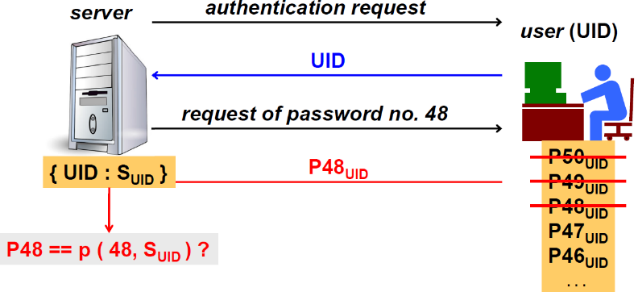 server
authentication request
user (UID)
UID
request of password no. 48
{ UID : SUID }
P48UID
P50UID
P49UID
P48UID
P47UID
P46UID
...
P48 == p ( 48, SUID ) ?